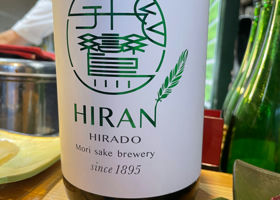 HIRAN
HIRADO
Mori sake brewery
since 1895